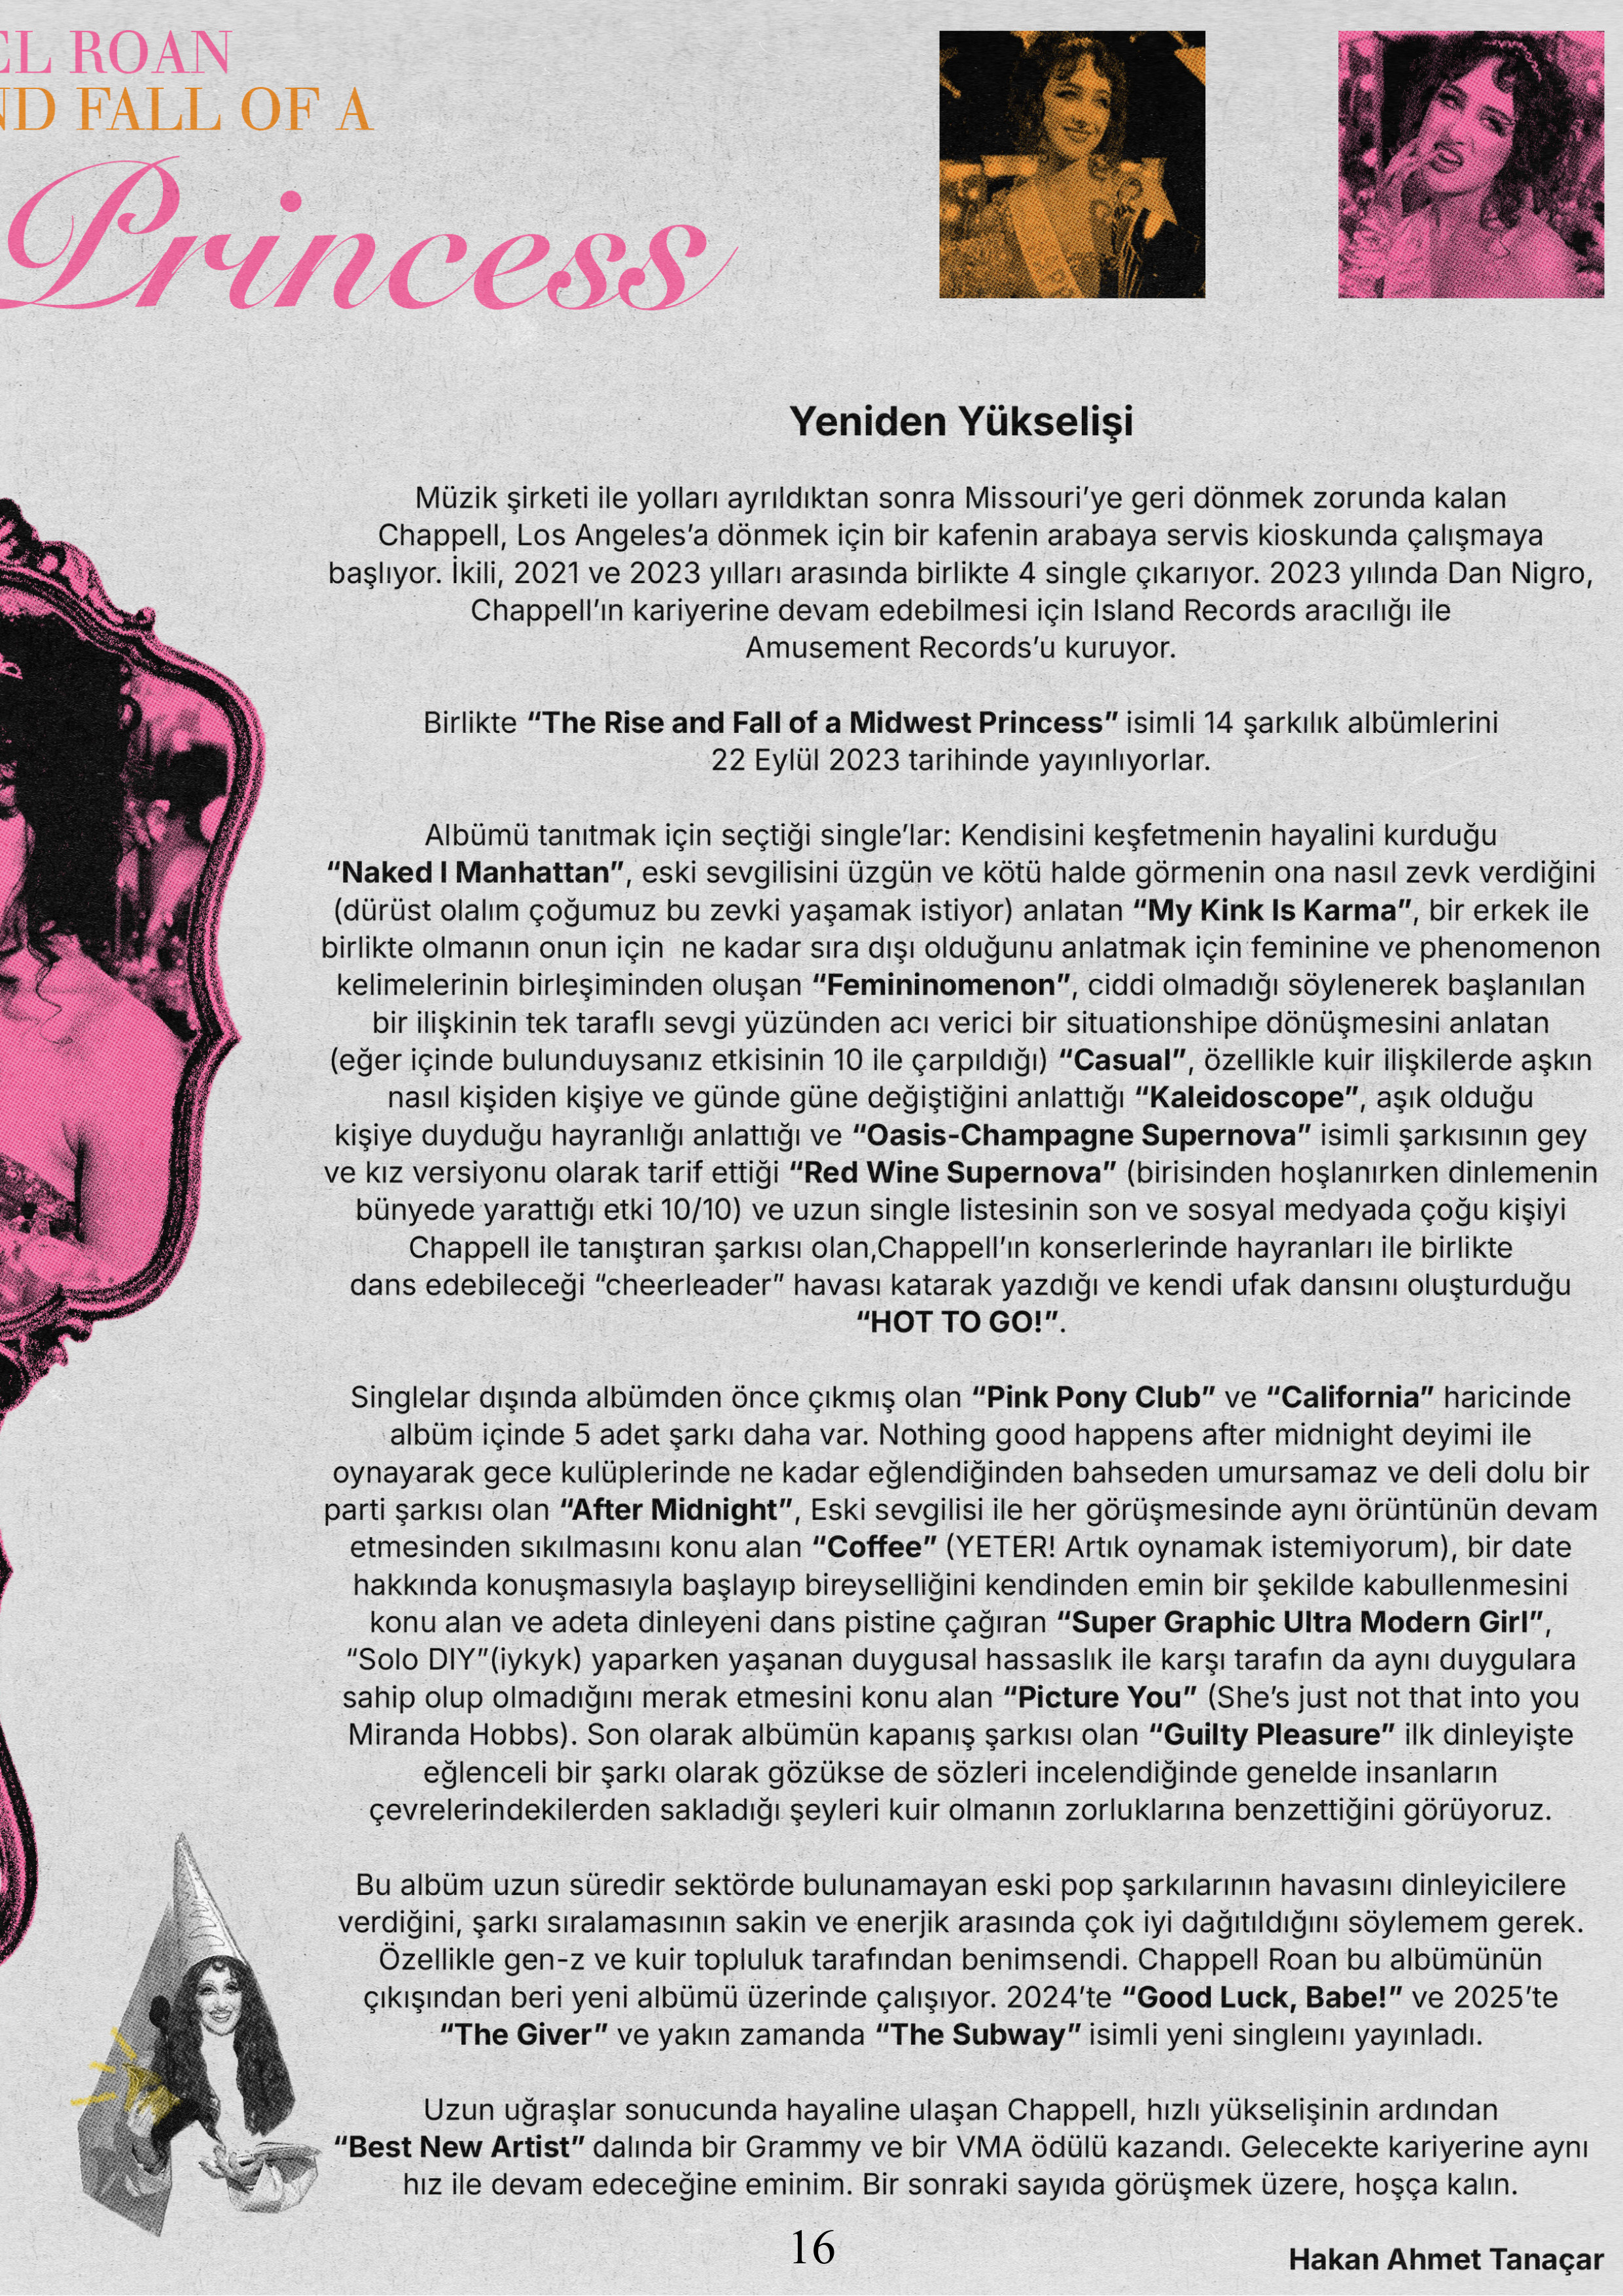 EL ROAN
ND FALL OF A
Princess
Yeniden Yükselişi
Müzik şirketi ile yolları ayrıldıktan sonra Missouri’ye geri dönmek zorunda kalan
Chappell, Los Angeles’a dönmek için bir kafenin arabaya servis kioskunda çalışmaya
başlıyor. İkili, 2021 ve 2023 yılları arasında birlikte 4 single çıkarıyor. 2023 yılında Dan Nigro,
Chappell’ın kariyerine devam edebilmesi için Island Records aracılığı ile
Amusement Records’u kuruyor.
Birlikte “The Rise and Fall of a Midwest Princess” isimli 14 şarkılık albümlerini
22 Eylül 2023 tarihinde yayınlıyorlar.
Albümü tanıtmak için seçtiği single’lar: Kendisini keşfetmenin hayalini kurduğu
“Naked I Manhattan”, eski sevgilisini üzgün ve kötü halde görmenin ona nasıl zevk verdiğini
(dürüst olalım çoğumuz bu zevki yaşamak istiyor) anlatan “My Kink Is Karma”, bir erkek ile
birlikte olmanın onun için  ne kadar sıra dışı olduğunu anlatmak için feminine ve phenomenon
kelimelerinin birleşiminden oluşan “Femininomenon”, ciddi olmadığı söylenerek başlanılan
bir ilişkinin tek taraflı sevgi yüzünden acı verici bir situationshipe dönüşmesini anlatan
(eğer içinde bulunduysanız etkisinin 10 ile çarpıldığı) “Casual”, özellikle kuir ilişkilerde aşkın
nasıl kişiden kişiye ve günde güne değiştiğini anlattığı “Kaleidoscope”, aşık olduğu
kişiye duyduğu hayranlığı anlattığı ve “Oasis-Champagne Supernova” isimli şarkısının gey
ve kız versiyonu olarak tarif ettiği “Red Wine Supernova” (birisinden hoşlanırken dinlemenin
bünyede yarattığı etki 10/10) ve uzun single listesinin son ve sosyal medyada çoğu kişiyi
Chappell ile tanıştıran şarkısı olan,Chappell’ın konserlerinde hayranları ile birlikte
dans edebileceği “cheerleader” havası katarak yazdığı ve kendi ufak dansını oluşturduğu
“HOT TO GO!”.
Singlelar dışında albümden önce çıkmış olan “Pink Pony Club” ve “California” haricinde
albüm içinde 5 adet şarkı daha var. Nothing good happens after midnight deyimi ile
oynayarak gece kulüplerinde ne kadar eğlendiğinden bahseden umursamaz ve deli dolu bir
parti şarkısı olan “After Midnight”, Eski sevgilisi ile her görüşmesinde aynı örüntünün devam
etmesinden sıkılmasını konu alan “Coffee” (YETER! Artık oynamak istemiyorum), bir date
hakkında konuşmasıyla başlayıp bireyselliğini kendinden emin bir şekilde kabullenmesini
konu alan ve adeta dinleyeni dans pistine çağıran “Super Graphic Ultra Modern Girl”,
“Solo DIY”(iykyk) yaparken yaşanan duygusal hassaslık ile karşı tarafın da aynı duygulara
sahip olup olmadığını merak etmesini konu alan “Picture You” (She’s just not that into you
Miranda Hobbs). Son olarak albümün kapanış şarkısı olan “Guilty Pleasure” ilk dinleyişte
eğlenceli bir şarkı olarak gözükse de sözleri incelendiğinde genelde insanların
çevrelerindekilerden sakladığı şeyleri kuir olmanın zorluklarına benzettiğini görüyoruz.
Bu albüm uzun süredir sektörde bulunamayan eski pop şarkılarının havasını dinleyicilere
verdiğini, şarkı sıralamasının sakin ve enerjik arasında çok iyi dağıtıldığını söylemem gerek.
Özellikle gen-z ve kuir topluluk tarafından benimsendi. Chappell Roan bu albümünün
çıkışından beri yeni albümü üzerinde çalışıyor. 2024’te “Good Luck, Babe!” ve 2025’te
“The Giver” ve yakın zamanda “The Subway” isimli yeni singleını yayınladı.
Uzun uğraşlar sonucunda hayaline ulaşan Chappell, hızlı yükselişinin ardından
“Best New Artist” dalında bir Grammy ve bir VMA ödülü kazandı. Gelecekte kariyerine aynı
hız ile devam edeceğine eminim. Bir sonraki sayıda görüşmek üzere, hoşça kalın.
16
Hakan Ahmet Tanaçar